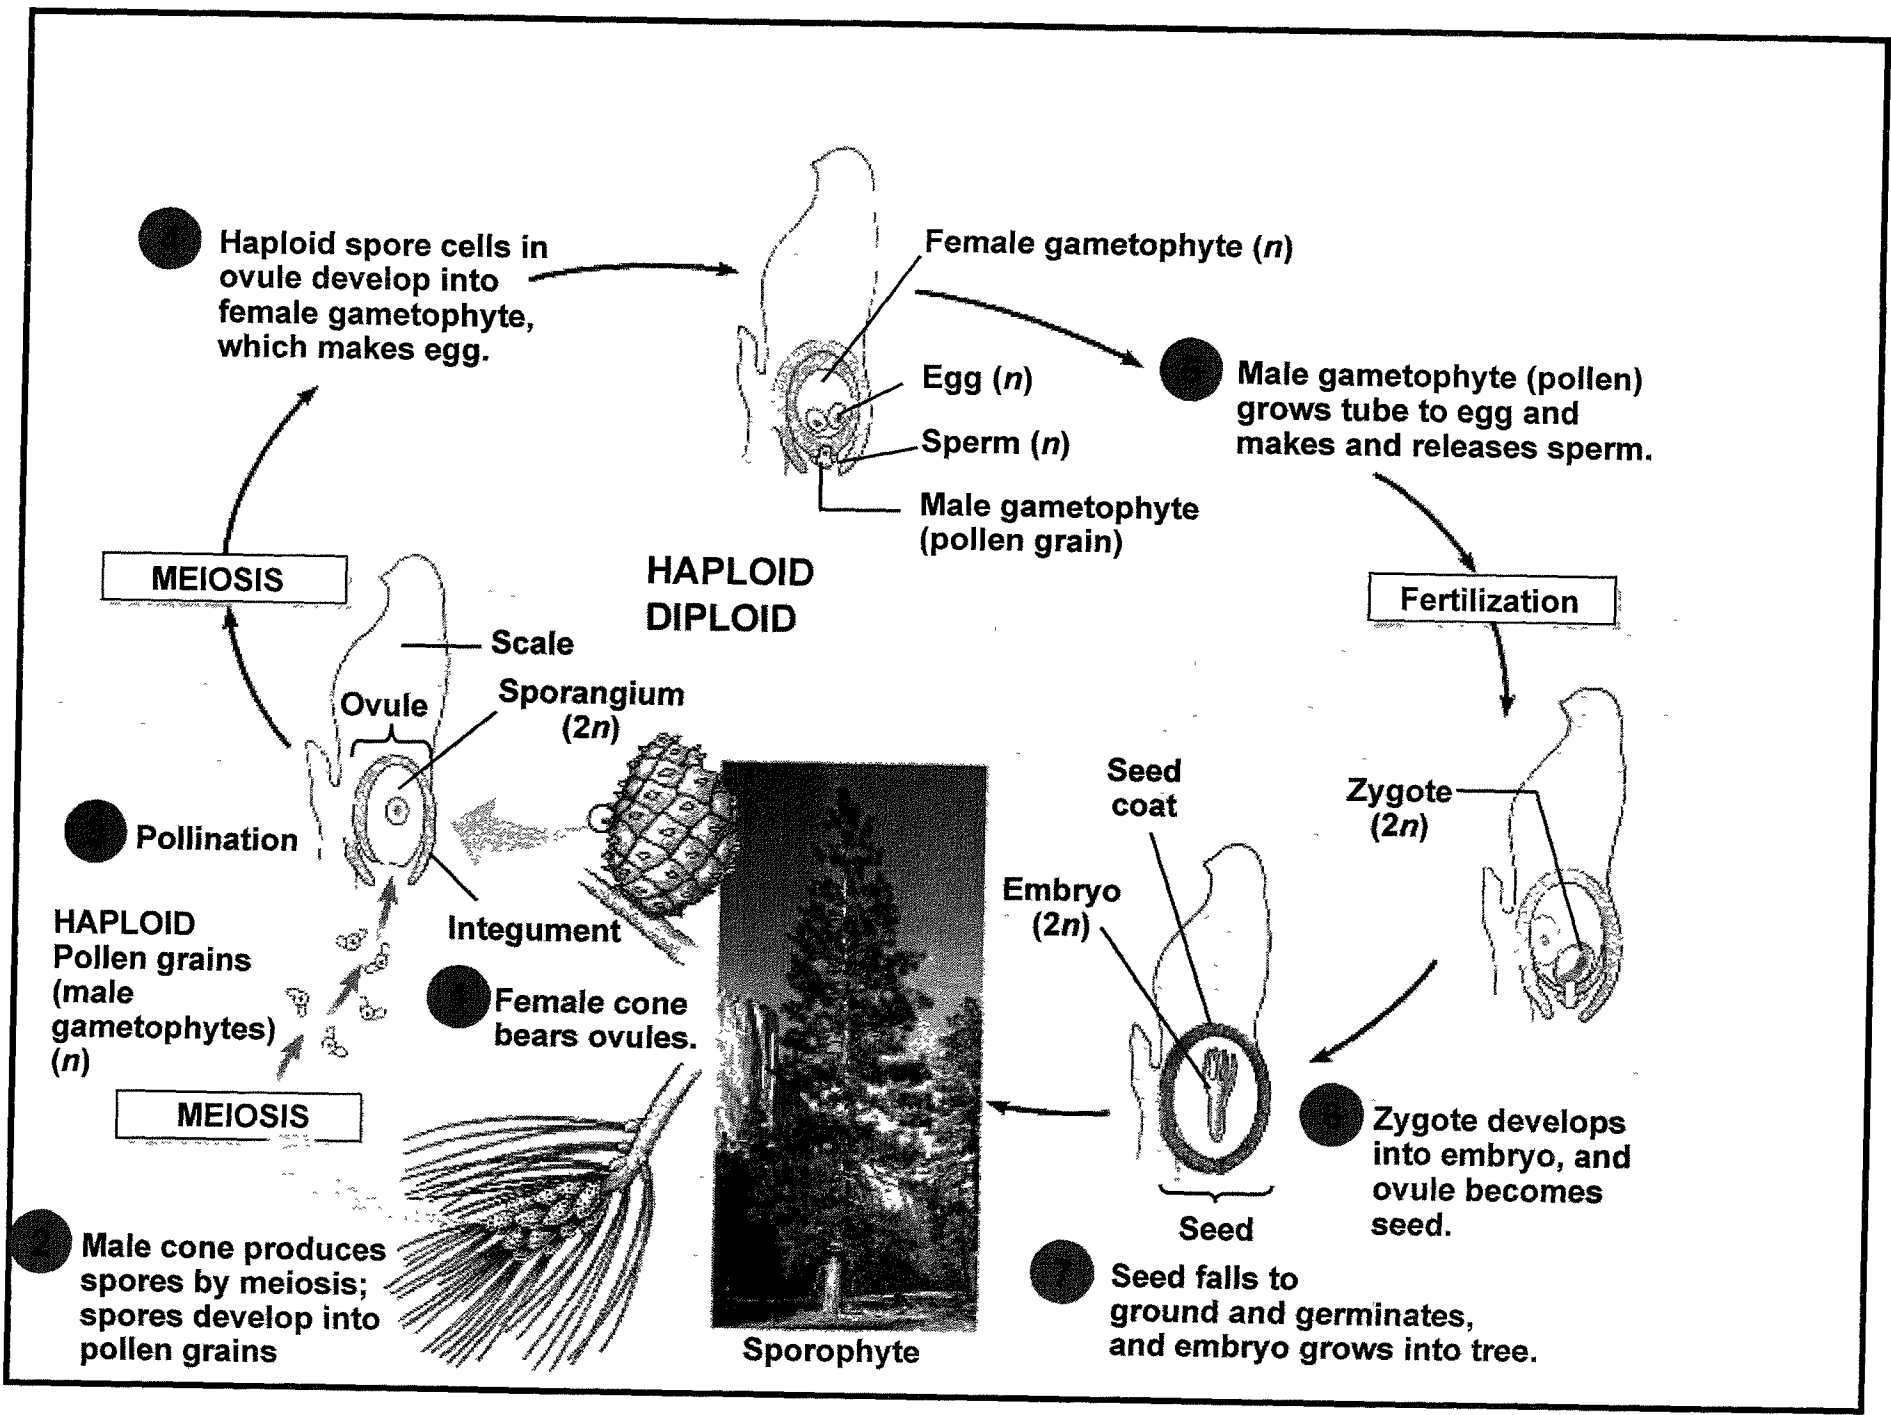 4
Haploid spore cells in
ovule develop into
female gametophyte,
which makes egg.
Female gametophyte (n)
Egg (n)
Sperm (n)
Male gametophyte
(pollen grain)
Male gametophyte (pollen)
grows tube to egg and
makes and releases sperm.
MEIOSIS
HAPLOID
DIPLOID
Fertilization
Scale
Ovule
Sporangium
(2n)
Integument
Pollination
HAPLOID
Pollen grains
(male
gametophytes)
(n)
MEIOSIS
Female cone
bears ovules.
2
Male cone produces
spores by meiosis;
spores develop into
pollen grains
Sporophyte
Zygote
(2n)
Seed
coat
Embryo
(2n)
Seed
6
Zygote develops
into embryo, and
ovule becomes
seed.
7
Seed falls to
ground and germinates,
and embryo grows into tree.